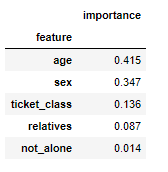 importance
feature
age 0.415
sex 0.347
ticket_class 0.136
relatives 0.087
not_alone 0.014